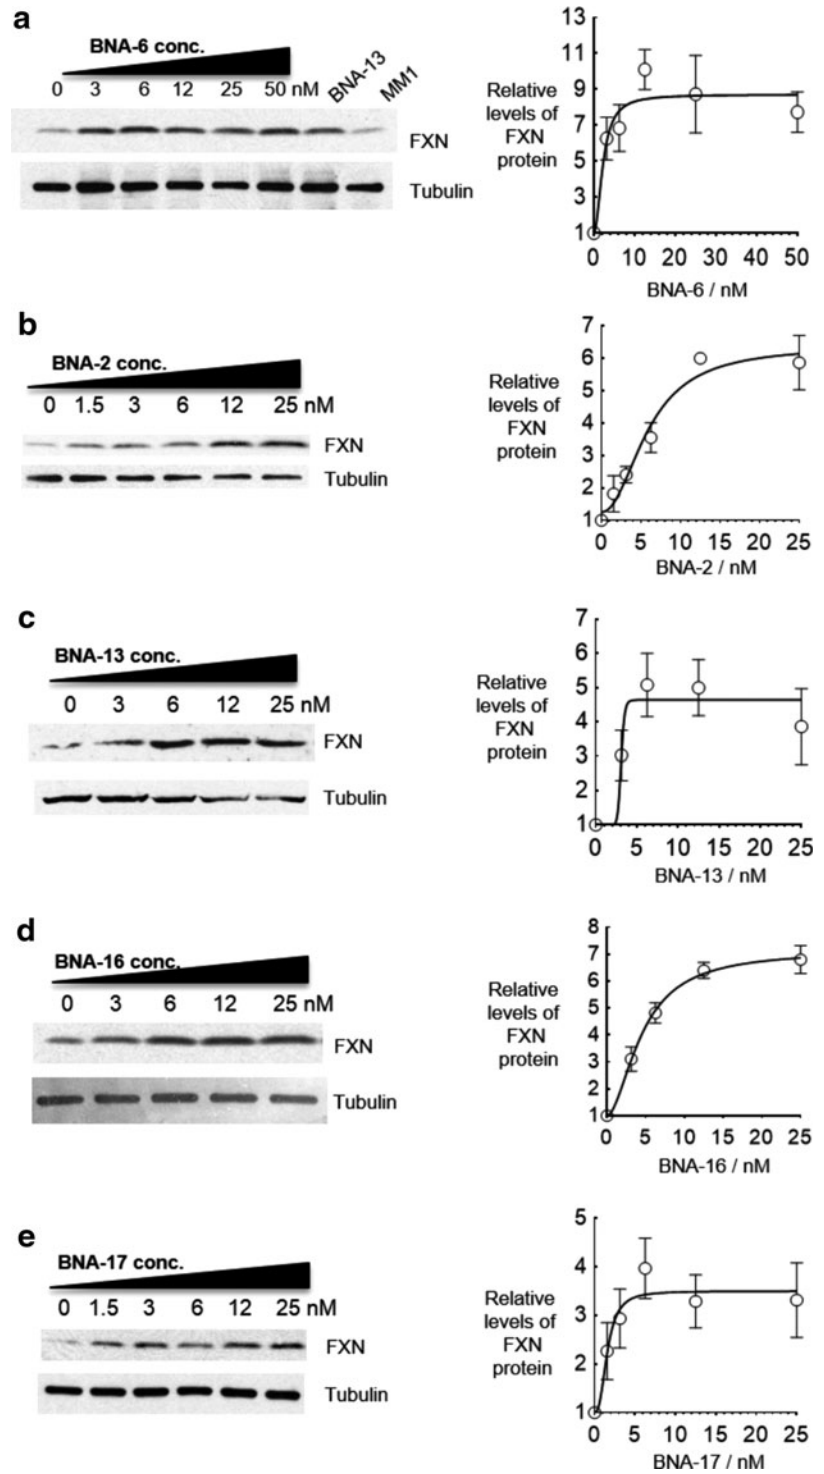 a
BNA-6 conc.
0 3 6 12 25 50 nM BNA-13 MM1
FXN
Tubulin
13
11
9
7
5
3
1
Relative
levels of
FXN
protein
0 10 20 30 40 50
BNA-6 / nM
b
BNA-2 conc.
0 1.5 3 6 12 25 nM
FXN
Tubulin
7
6
5
4
3
2
1
Relative
levels of
FXN
protein
0 5 10 15 20 25
BNA-2 / nM
c
BNA-13 conc.
0 3 6 12 25 nM
FXN
Tubulin
7
6
5
4
3
2
1
Relative
levels of
FXN
protein
0 5 10 15 20 25
BNA-13 / nM
d
BNA-16 conc.
0 3 6 12 25 nM
FXN
Tubulin
8
7
6
5
4
3
2
1
Relative
levels of
FXN
protein
0 5 10 15 20 25
BNA-16 / nM
e
BNA-17 conc.
0 1.5 3 6 12 25 nM
FXN
Tubulin
5
4
3
2
1
Relative
levels of
FXN
protein
0 5 10 15 20 25
BNA-17 / nM